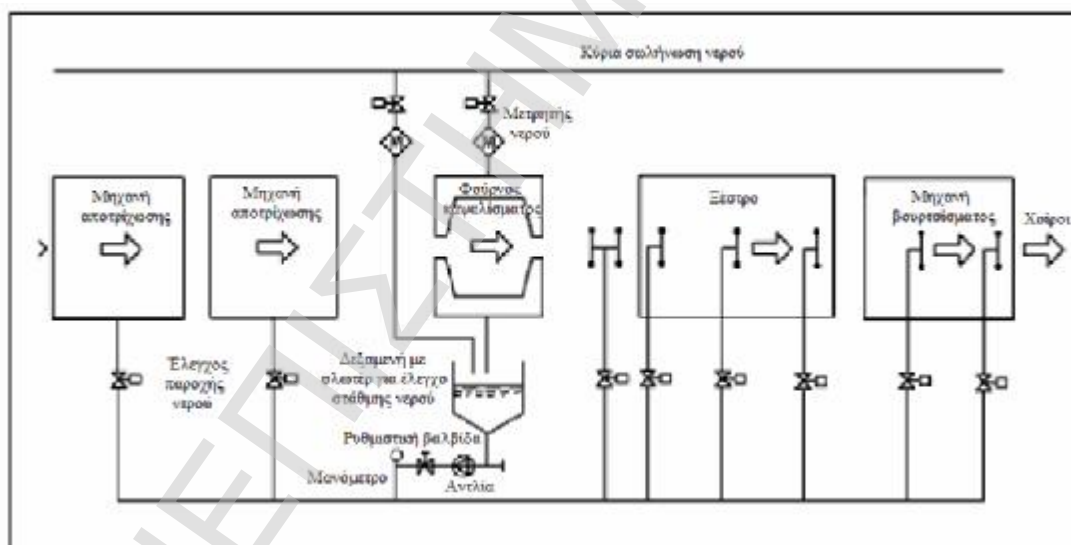 Κύρια σωλήνωση νερού
Μετρητής
νερού
M
M
Μηχανή
αποτρίχωσης
Μηχανή
αποτρίχωσης
Φούρνος
καψαλίσματος
Ξέστρο
Μηχανή
βουρτσίσματος
Χοίροι
Έλεγχος
παροχής
νερού
Δεξαμενή με
πλωτέρ για έλεγχο
στάθμης νερού
Ρυθμιστική βαλβίδα
Μανόμετρο
Αντλία